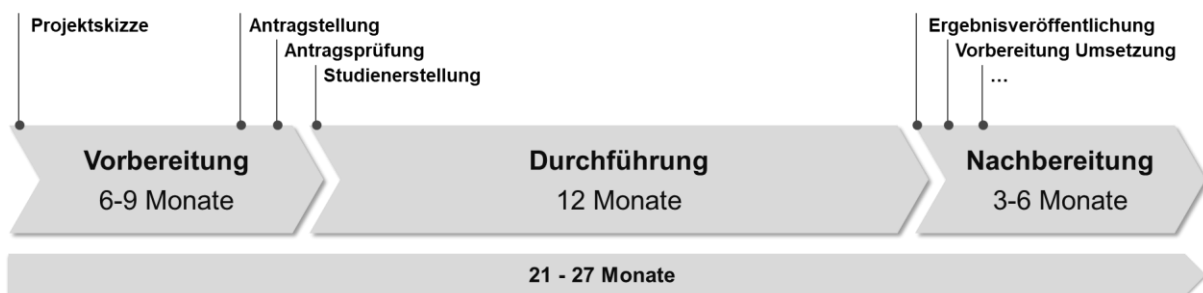 Projektskizze
Antragstellung
Antragsprüfung
Studienerstellung
Ergebnisveröffentlichung
Vorbereitung Umsetzung
...
Vorbereitung
6-9 Monate
Durchführung
12 Monate
Nachbereitung
3-6 Monate
21 - 27 Monate